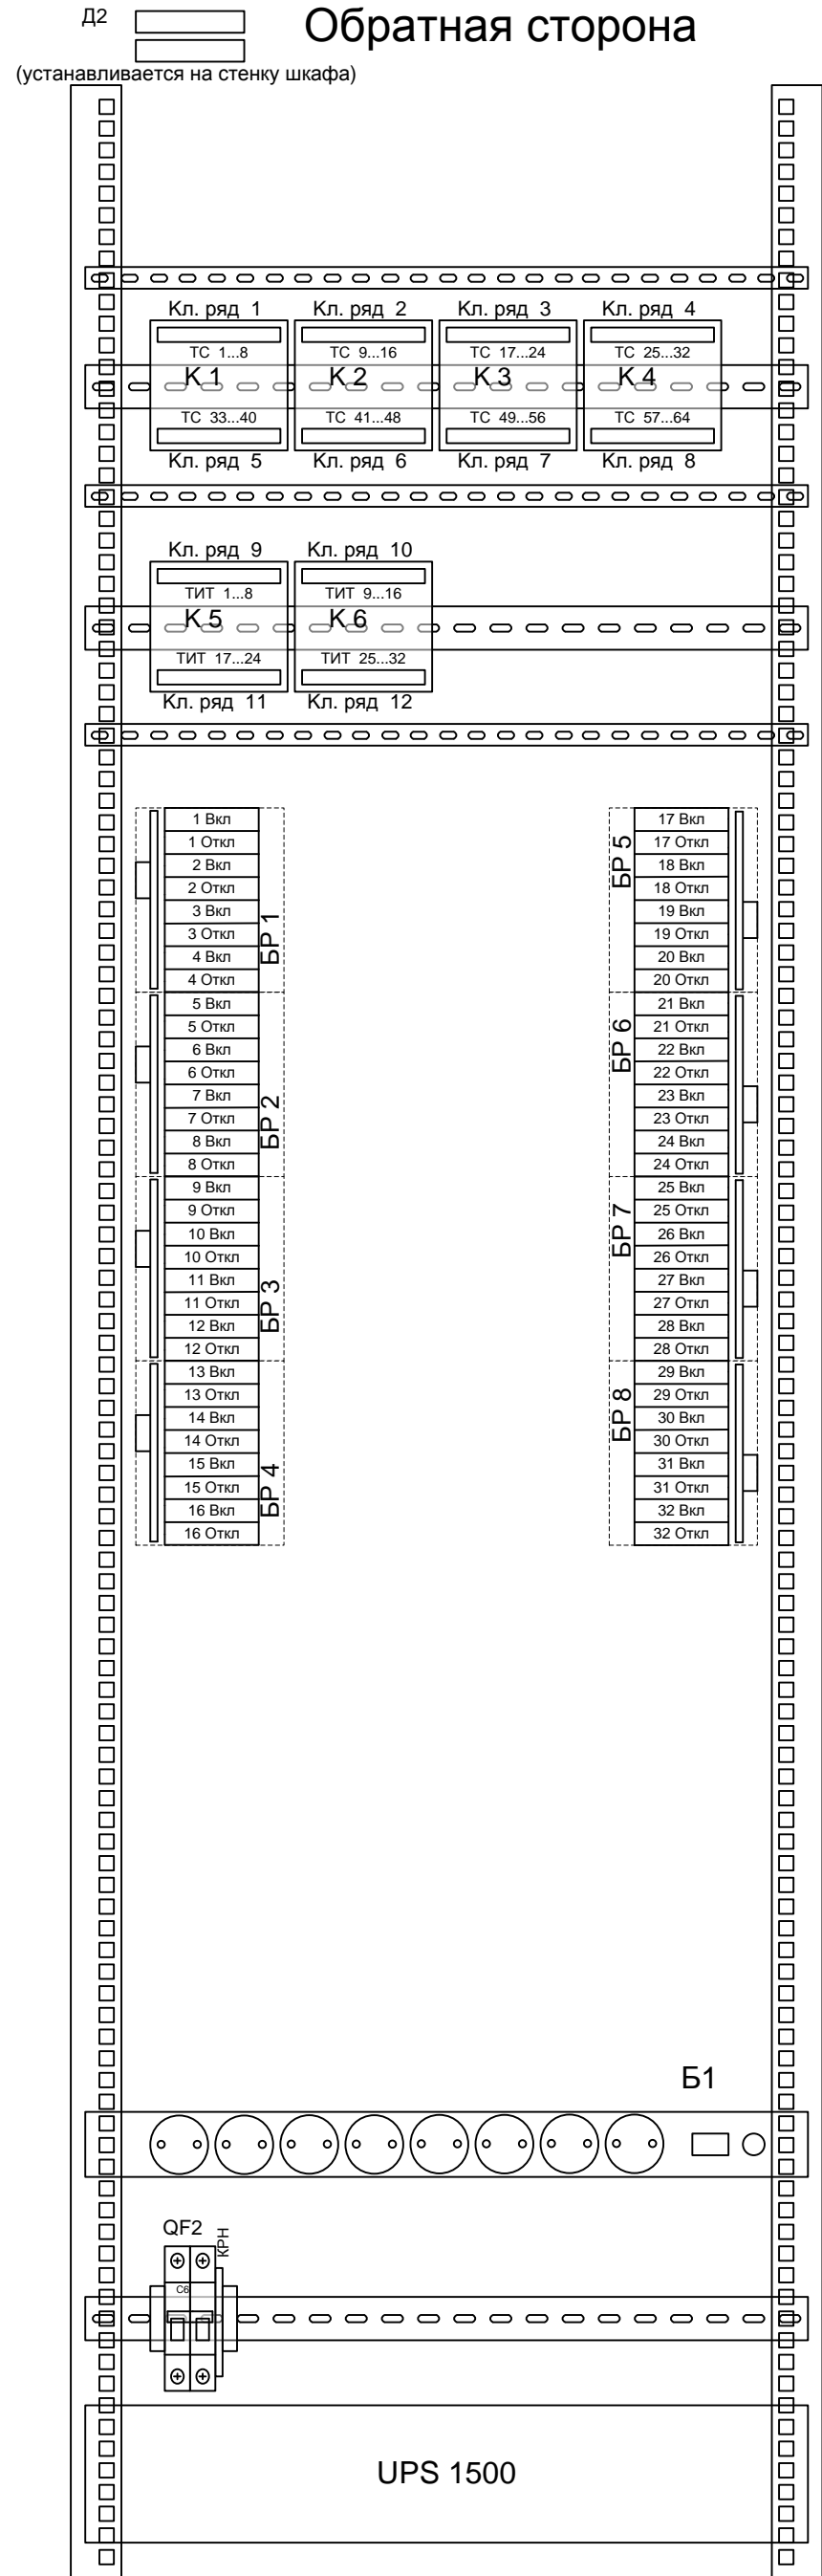 Д2
Обратная сторона
(устанавливается на стенку шкафа)
Кл. ряд 1 Кл. ряд 2 Кл. ряд 3 Кл. ряд 4
ТС 1...8 ТС 9...16 ТС 17...24 ТС 25...32
К 1 К 2 К 3 К 4
ТС 33...40 ТС 41...48 ТС 49...56 ТС 57...64
Кл. ряд 5 Кл. ряд 6 Кл. ряд 7 Кл. ряд 8
Кл. ряд 9 Кл. ряд 10
ТИТ 1...8 ТИТ 9...16
К 5 К 6
ТИТ 17...24 ТИТ 25...32
Кл. ряд 11 Кл. ряд 12
1 Вкл
1 Откл
2 Вкл
2 Откл
3 Вкл
3 Откл
4 Вкл
4 Откл
БР 1
5 Вкл
5 Откл
6 Вкл
6 Откл
7 Вкл
7 Откл
8 Вкл
8 Откл
БР 2
9 Вкл
9 Откл
10 Вкл
10 Откл
11 Вкл
11 Откл
12 Вкл
12 Откл
БР 3
13 Вкл
13 Откл
14 Вкл
14 Откл
15 Вкл
15 Откл
16 Вкл
16 Откл
БР 4
БР 5
17 Вкл
17 Откл
18 Вкл
18 Откл
19 Вкл
19 Откл
20 Вкл
20 Откл
БР 6
21 Вкл
21 Откл
22 Вкл
22 Откл
23 Вкл
23 Откл
24 Вкл
24 Откл
БР 7
25 Вкл
25 Откл
26 Вкл
26 Откл
27 Вкл
27 Откл
28 Вкл
28 Откл
БР 8
29 Вкл
29 Откл
30 Вкл
30 Откл
31 Вкл
31 Откл
32 Вкл
32 Откл
Б1
QF2
КРН
С6
UPS 1500